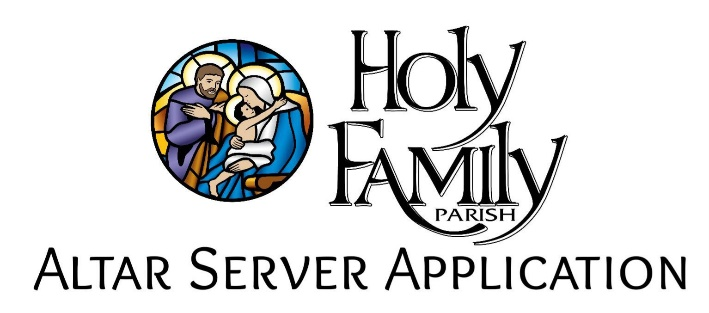 Holy
Family
PARISH
Altar Server Application